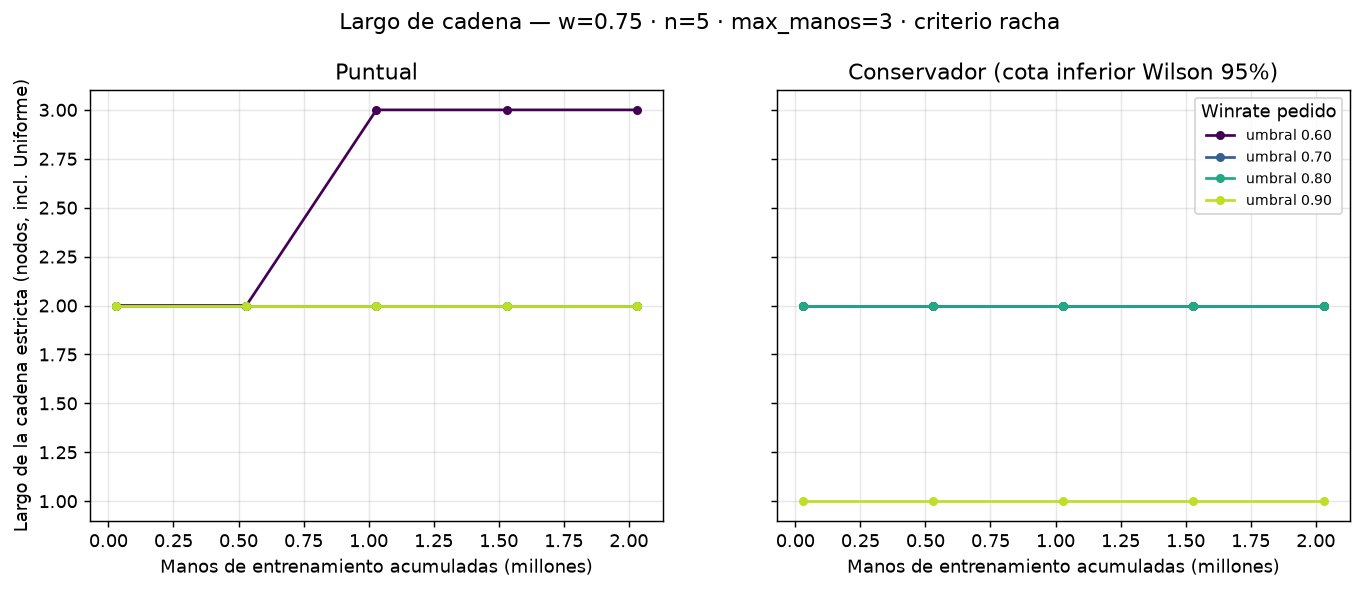 Largo de cadena — w=0.75 · n=5 · max_manos=3 · criterio racha
Puntual
Largo de la cadena estricta (nodos, incl. Uniforme)
3.00
2.75
2.50
2.25
2.00
1.75
1.50
1.25
1.00
0.00 0.25 0.50 0.75 1.00 1.25 1.50 1.75 2.00
Manos de entrenamiento acumuladas (millones)
Conservador (cota inferior Wilson 95%)
Winrate pedido
umbral 0.60
umbral 0.70
umbral 0.80
umbral 0.90
0.00 0.25 0.50 0.75 1.00 1.25 1.50 1.75 2.00
Manos de entrenamiento acumuladas (millones)